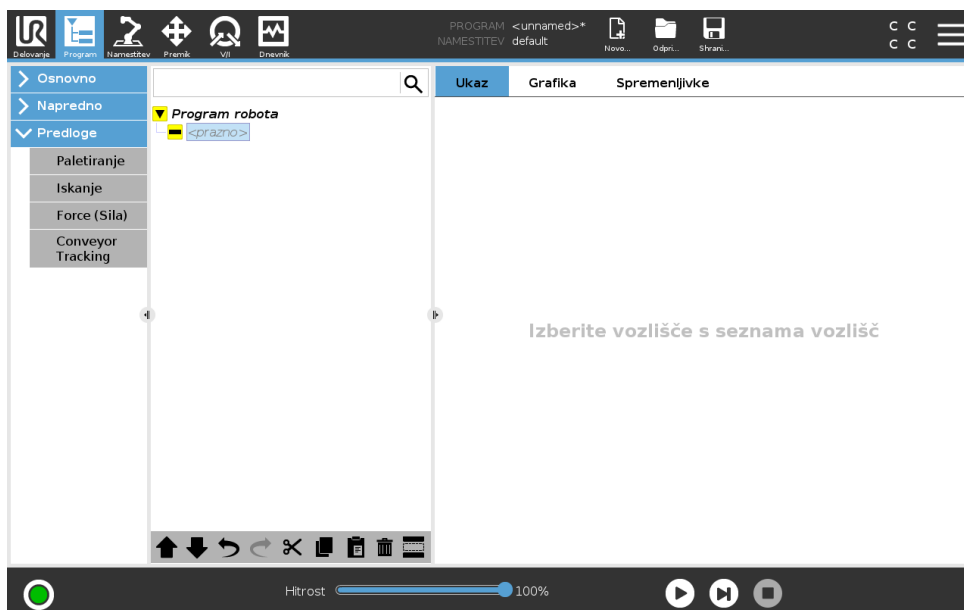 UR
Delovanje
Program
Namestitev
Premik
V/I
Dnevnik
PROGRAM <unnamed>*
NAMESTITEV default
Novo...
Odpri...
Shrani...
C C
C C
Osnovno
Napredno
Predloge
Paletiranje
Iskanje
Force (Sila)
Conveyor
Tracking
Program robota
<prazno>
Ukaz
Grafika
Spremenljivke
Izberite vozlišče s seznama vozlišč
Hitrost
100%